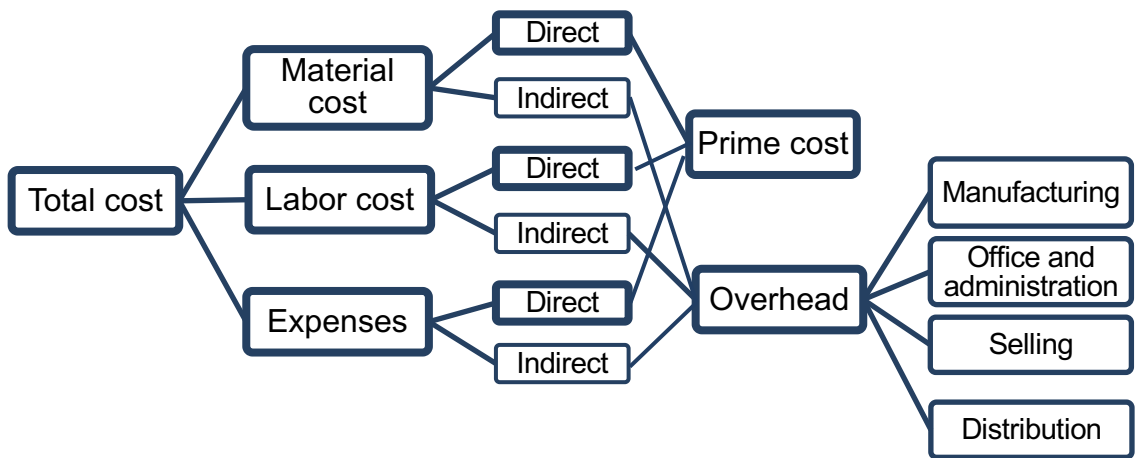 Total cost
Material
cost
Labor cost
Expenses
Direct
Indirect
Direct
Indirect
Direct
Indirect
Prime cost
Overhead
Manufacturing
Office and
administration
Selling
Distribution